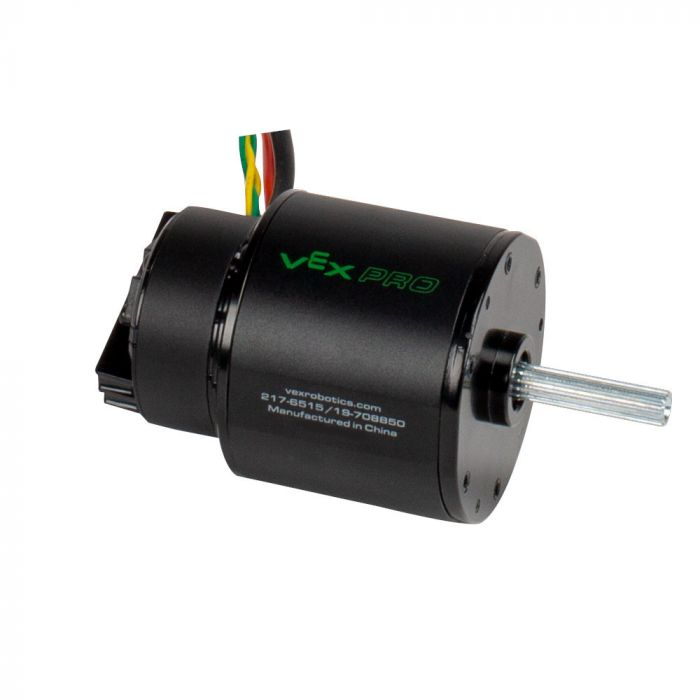 VEX PRO
vexrobotics.com
217-6515/19-708850
Manufactured in China